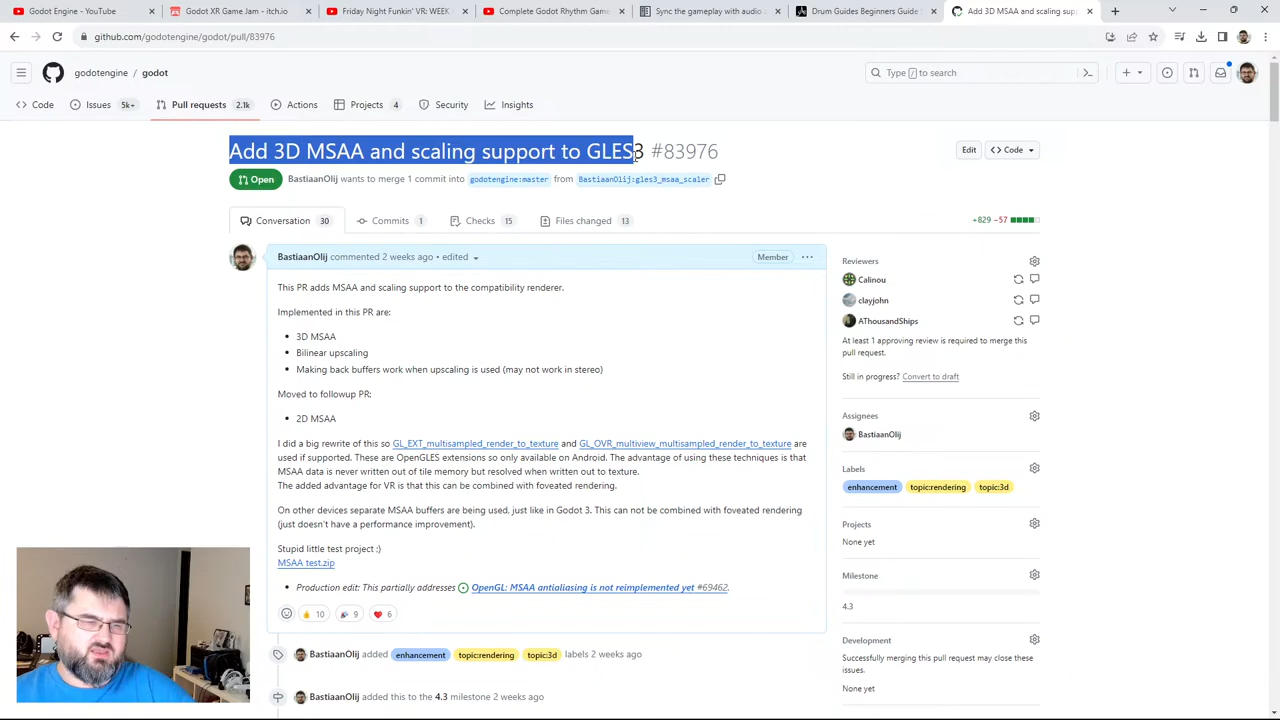 Godot Engine - YouTube
Godot XR Game Jam - itch.io
Friday Night Funkin' VR: WEEK
Complete Godot Rhythm Game
Sync the gameplay with audio
Drum Guides Beginners Guide
Add 3D MSAA and scaling sup
github.com/godotengine/godot/pull/83976
godotengine / godot
Type / to search
Code
Issues 5k+
Pull requests 2.1k
Actions
Projects 4
Security
Insights
Add 3D MSAA and scaling support to GLES3 #83976
Edit
<> Code
Open
BastiaanOlij wants to merge 1 commit into godotengine:master from BastiaanOlij:gles3_msaa_scaler
Conversation 30
Commits 1
Checks 15
Files changed 13
+829 −57
BastiaanOlij commented 2 weeks ago • edited
Member
This PR adds MSAA and scaling support to the compatibility renderer.
Implemented in this PR are:
• 3D MSAA
• Bilinear upscaling
• Making back buffers work when upscaling is used (may not work in stereo)
Moved to followup PR:
• 2D MSAA
I did a big rewrite of this so GL_EXT_multisampled_render_to_texture and GL_OVR_multiview_multisampled_render_to_texture are
used if supported. These are OpenGLES extensions so only available on Android. The advantage of using these techniques is that
MSAA data is never written out of tile memory but resolved when written out to texture.
The added advantage for VR is that this can be combined with foveated rendering.
On other devices separate MSAA buffers are being used, just like in Godot 3. This can not be combined with foveated rendering
(just doesn't have a performance improvement).
Stupid little test project :)
MSAA test.zip
• Production edit: This partially addresses OpenGL: MSAA antialiasing is not reimplemented yet #69462.
10
9
6
BastiaanOlij added enhancement topic:rendering topic:3d labels 2 weeks ago
BastiaanOlij added this to the 4.3 milestone 2 weeks ago
Reviewers
Calinou
clayjohn
AThousandShips
At least 1 approving review is required to merge this
pull request.
Still in progress? Convert to draft
Assignees
BastiaanOlij
Labels
enhancement topic:rendering topic:3d
Projects
None yet
Milestone
4.3
Development
Successfully merging this pull request may close these
issues.
None yet